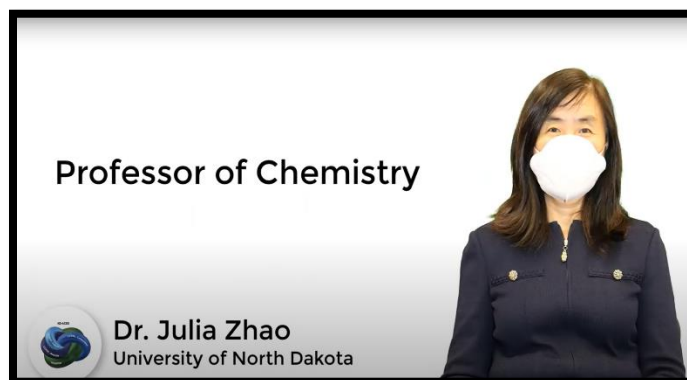 Professor of Chemistry
Dr. Julia Zhao
University of North Dakota